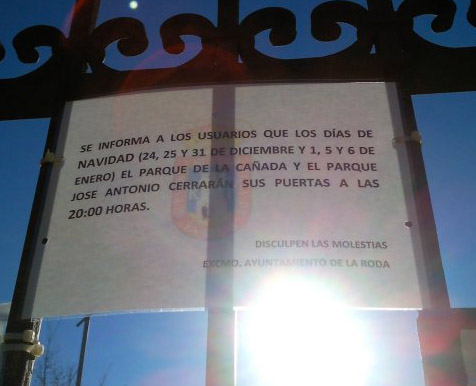 SE INFORMA A LOS USUARIOS QUE LOS DÍAS DE
NAVIDAD (24, 25 Y 31 DE DICIEMBRE Y 1, 5 Y 6 DE
ENERO) EL PARQUE DE LA CAÑADA Y EL PARQUE
JOSE ANTONIO CERRARÁN SUS PUERTAS A LAS
20:00 HORAS.
DISCULPEN LAS MOLESTIAS
EXCMO. AYUNTAMIENTO DE LA RODA